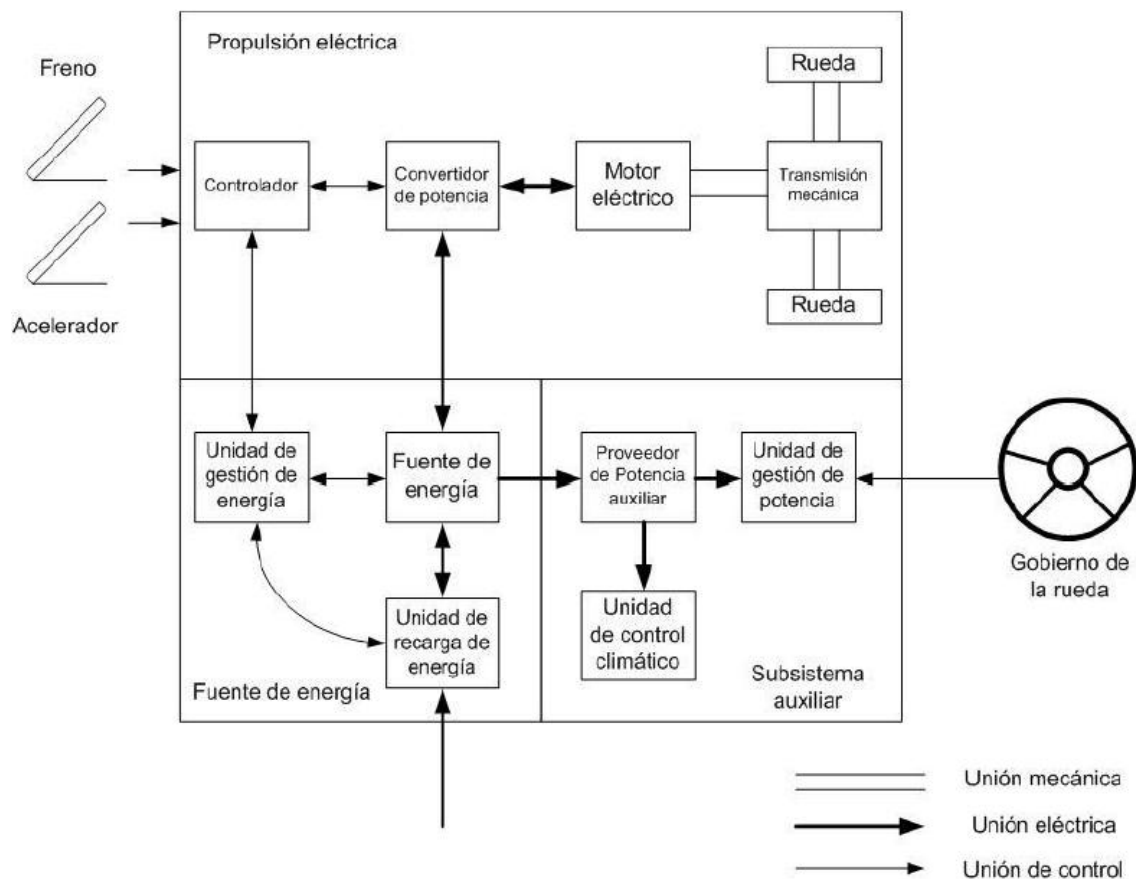 Propulsión eléctrica
Freno
Acelerador
Controlador
Convertidor
de potencia
Motor
eléctrico
Transmisión
mecánica
Rueda
Rueda
Unidad de
gestión de
energía
Fuente de
energía
Unidad de
recarga de
energía
Fuente de energía
Proveedor
de Potencia
auxiliar
Unidad de
gestión de
potencia
Unidad
de control
climático
Subsistema
auxiliar
Gobierno de
la rueda
Unión mecánica
Unión eléctrica
Unión de control